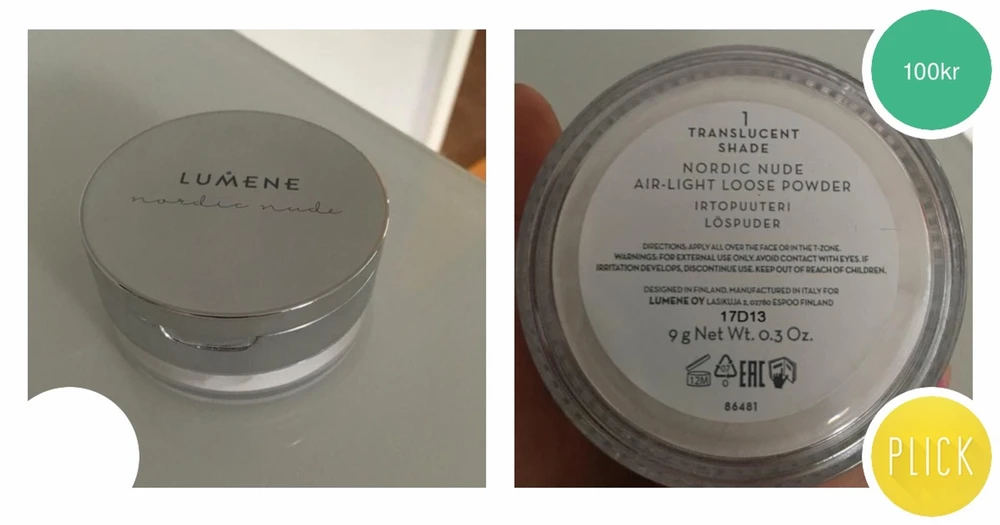 LUMENE
nordic nude
1
TRANSLUCENT
SHADE
NORDIC NUDE
AIR-LIGHT LOOSE POWDER
IRTOPUUTERI
LÖSPUDER
DIRECTIONS: APPLY ALL OVER THE FACE OR IN THE T-ZONE.
WARNINGS: FOR EXTERNAL USE ONLY. AVOID CONTACT WITH EYES. IF
IRRITATION DEVELOPS, DISCONTINUE USE. KEEP OUT OF REACH OF CHILDREN.
DESIGNED IN FINLAND, MANUFACTURED IN ITALY FOR
LUMENE OY LASIKUJA 2, 02780 ESPOO FINLAND
17D13
9 g Net Wt. 0.3 Oz.
12M
07
EAC
86481
100kr
PLICK